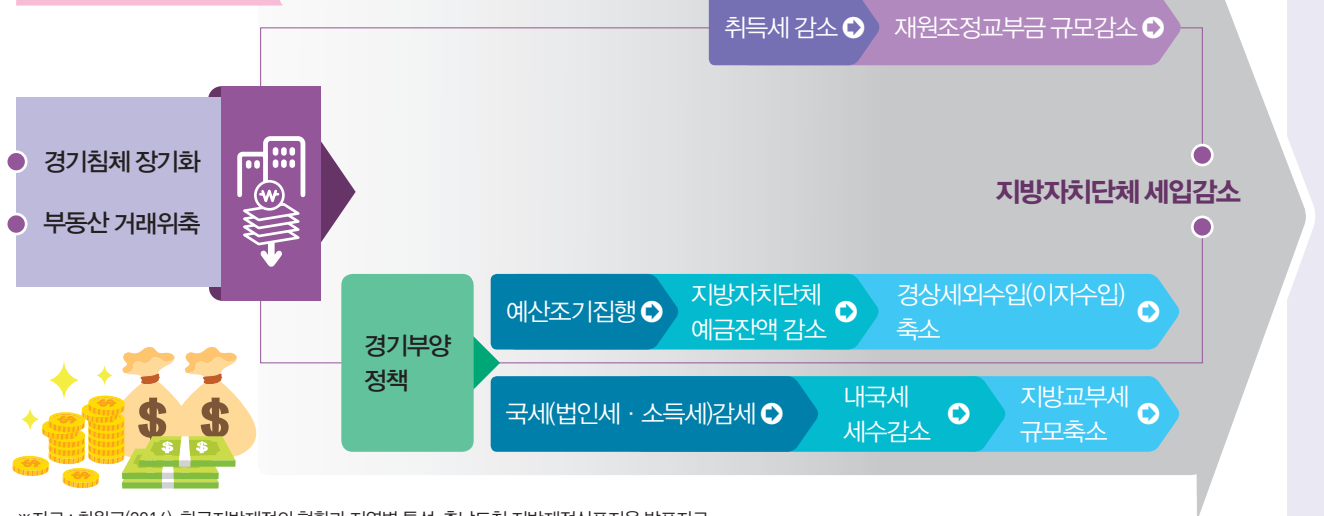 취득세 감소
재원조정교부금 규모감소
경기침체 장기화
부동산 거래위축
지방자치단체 세입감소
경기부양
정책
예산조기집행
지방자치단체
예금잔액 감소
경상세외수입(이자수입)
축소
국세(법인세 · 소득세)감세
내국세
세수감소
지방교부세
규모축소